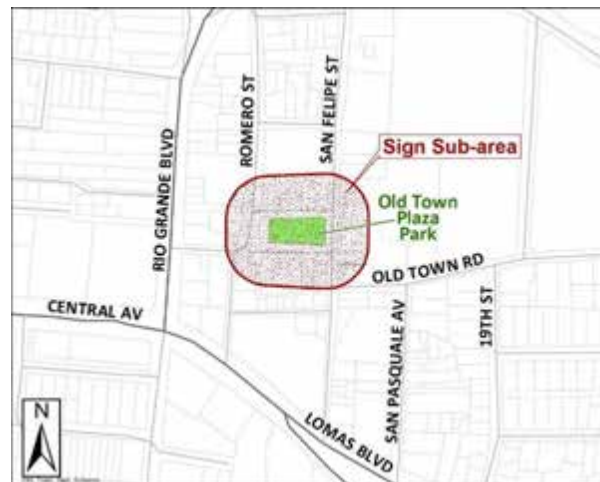 SAN FELIPE ST
ROMERO ST
Sign Sub-area
RIO GRANDE BLVD
Old Town
Plaza
Park
OLD TOWN RD
CENTRAL AV
SAN PASQUALE AV
19TH ST
LOMAS BLVD
N